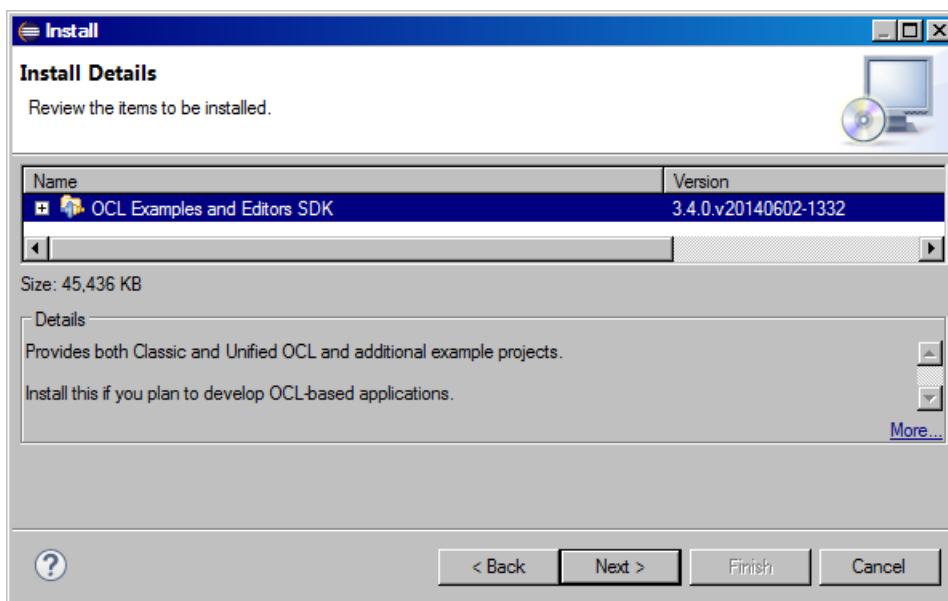 Install
Install Details
Review the items to be installed.
Name Version
OCL Examples and Editors SDK 3.4.0.v20140602-1332
Size: 45,436 KB
Details
Provides both Classic and Unified OCL and additional example projects.
Install this if you plan to develop OCL-based applications.
More...
? < Back Next > Finish Cancel